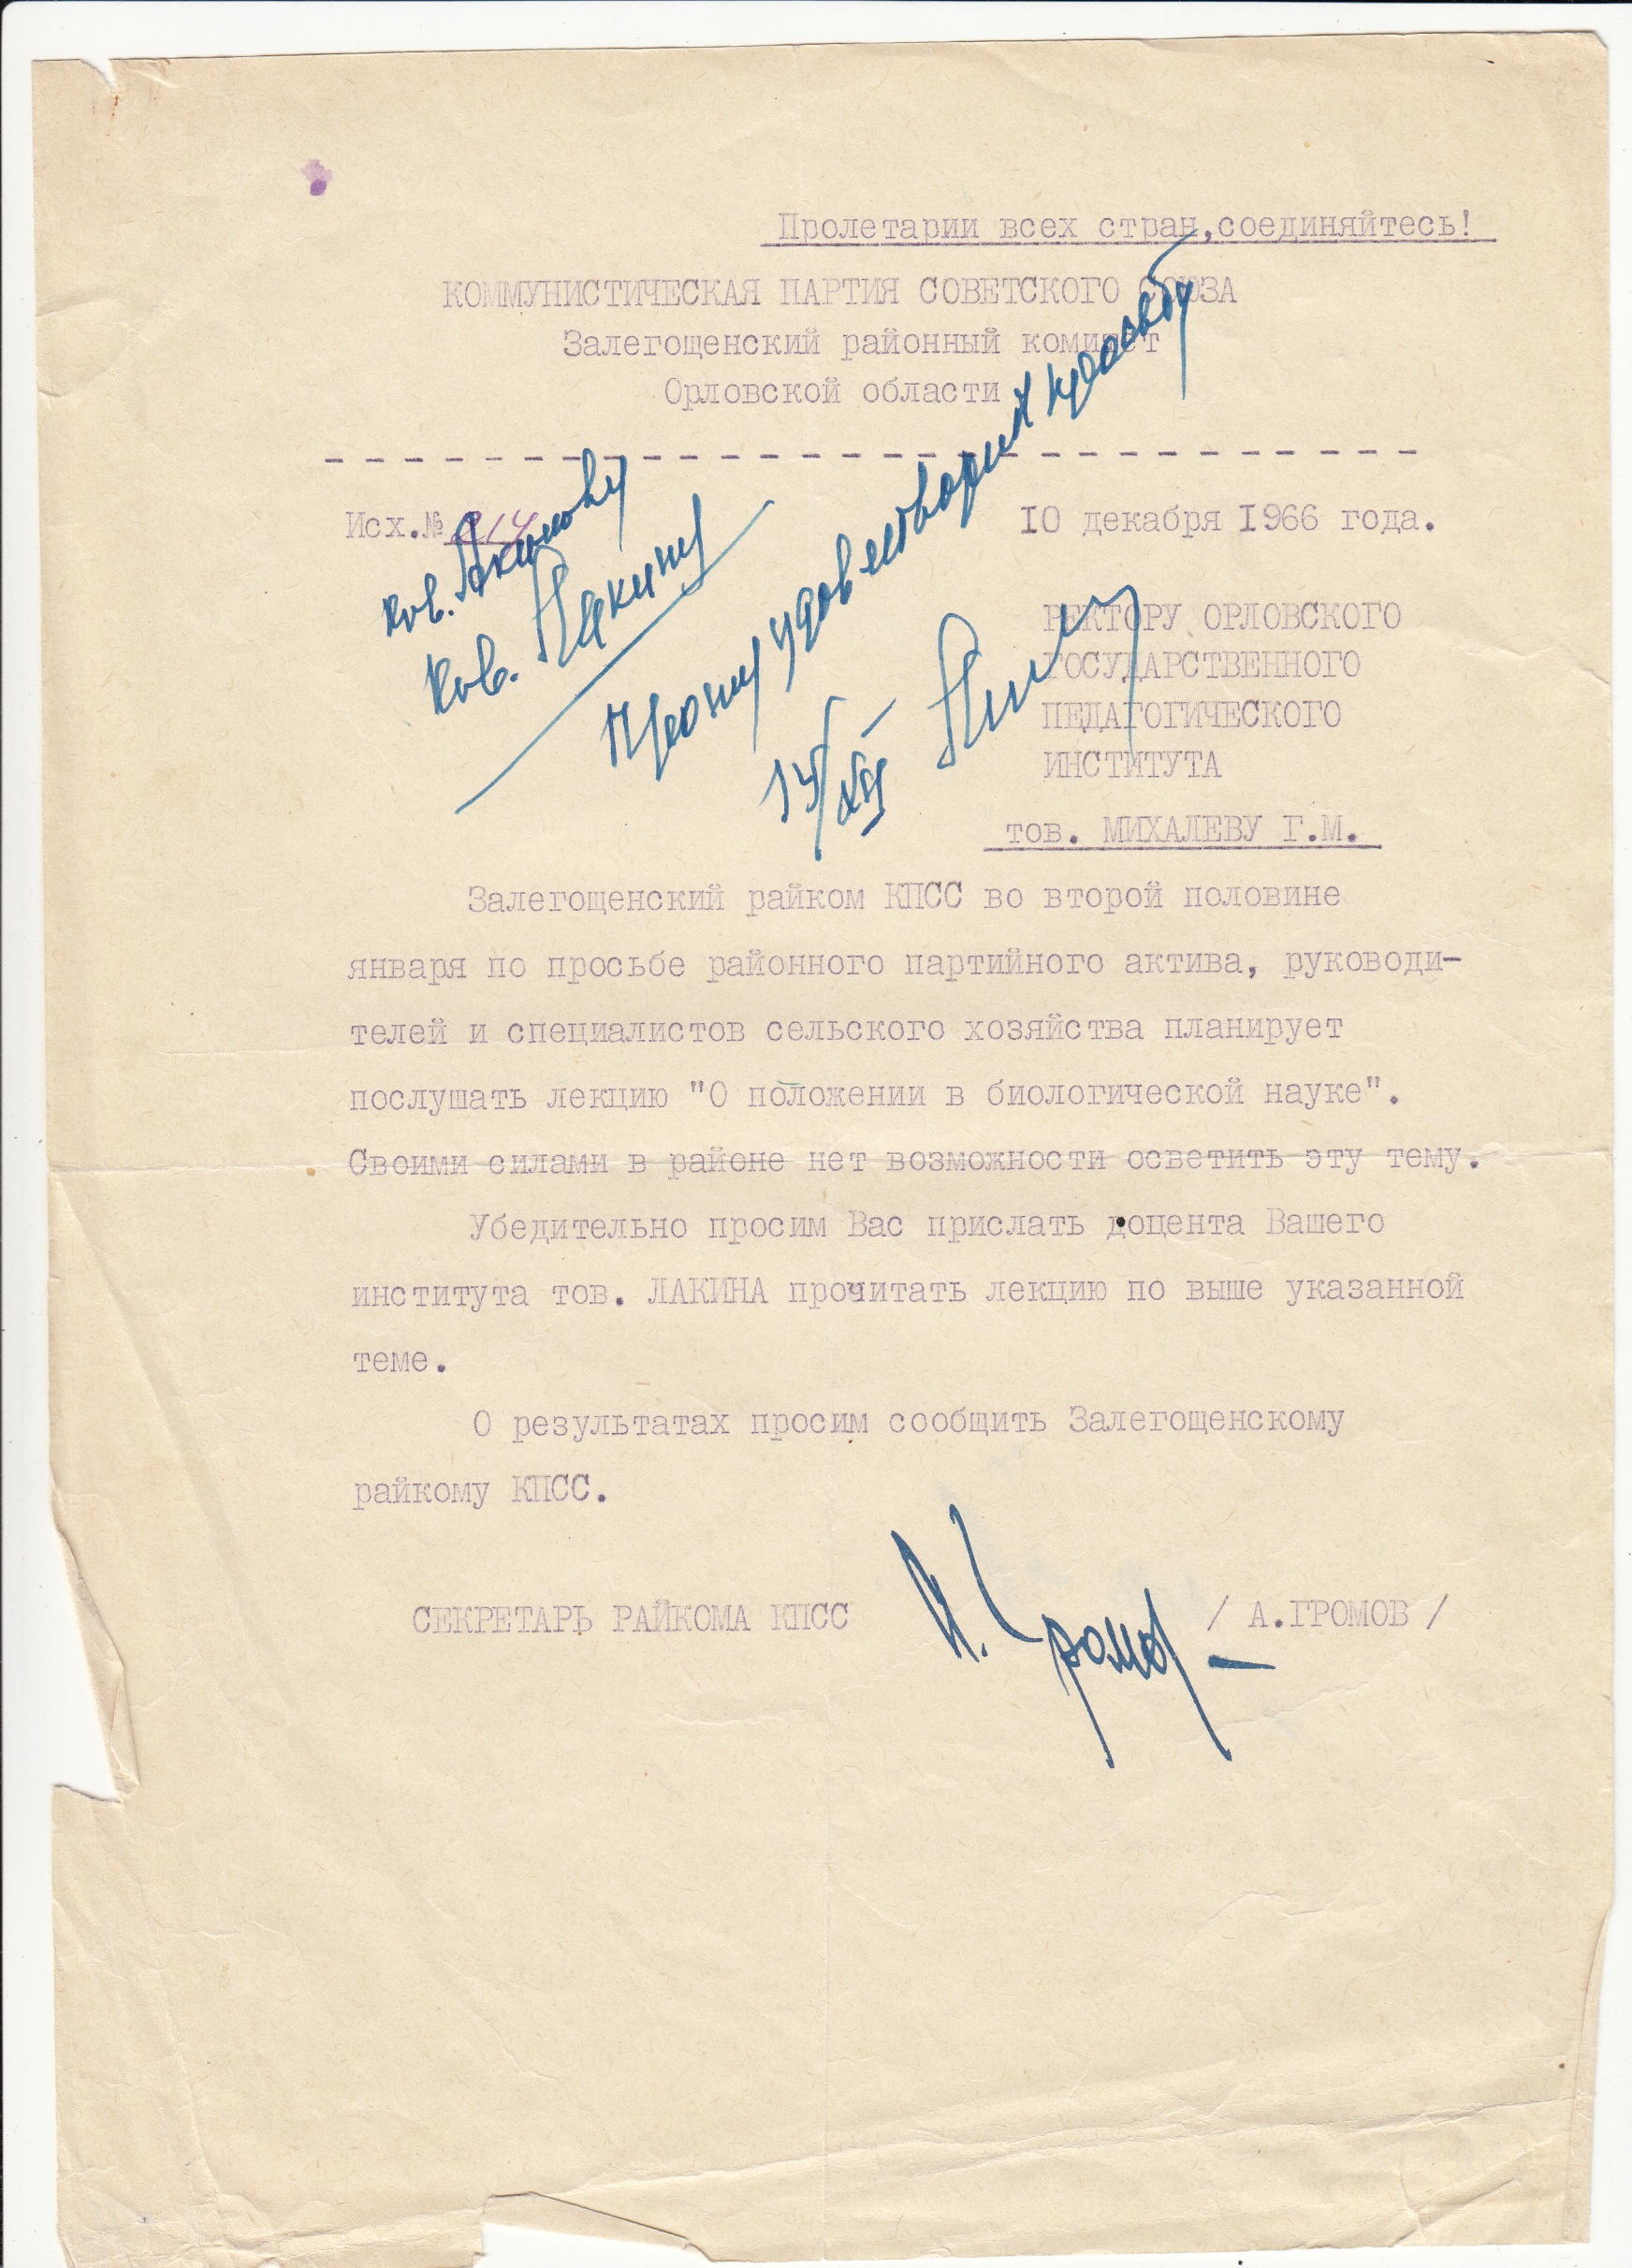 Пролетарии всех стран,соединяйтесь!
КОММУНИСТИЧЕСКАЯ ПАРТИЯ СОВЕТСКОГО СОЮЗА
Залегощенский районный комитет
Орловской области
Исх.№
10 декабря 1966 года.
тов. Акимову
тов. Лакину
Прошу удовлетворить просьбу
РЕКТОРУ ОРЛОВСКОГО
ГОСУДАРСТВЕННОГО
ПЕДАГОГИЧЕСКОГО
ИНСТИТУТА
тов. МИХАЛЕВУ Г.М.
Залегощенский райком КПСС во второй половине
января по просьбе районного партийного актива, руководи-
телей и специалистов сельского хозяйства планирует
послушать лекцию "О положении в биологической науке".
Своими силами в районе нет возможности осветить эту тему.
Убедительно просим Вас прислать доцента Вашего
института тов. ЛАКИНА прочитать лекцию по выше указанной
теме.
О результатах просим сообщить Залегощенскому
райкому КПСС.
СЕКРЕТАРЬ РАЙКОМА КПСС
А. Громов
/ А.ГРОМОВ /